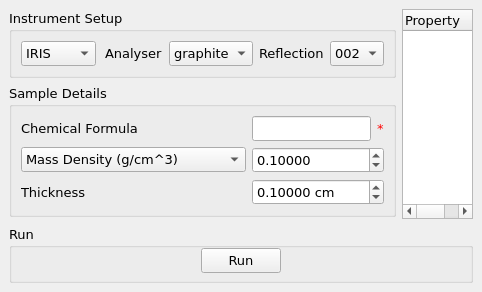 Instrument Setup
Property
IRIS Analyser graphite Reflection 002
Sample Details
Chemical Formula *
Mass Density (g/cm^3) 0.10000
Thickness 0.10000 cm
Run
Run